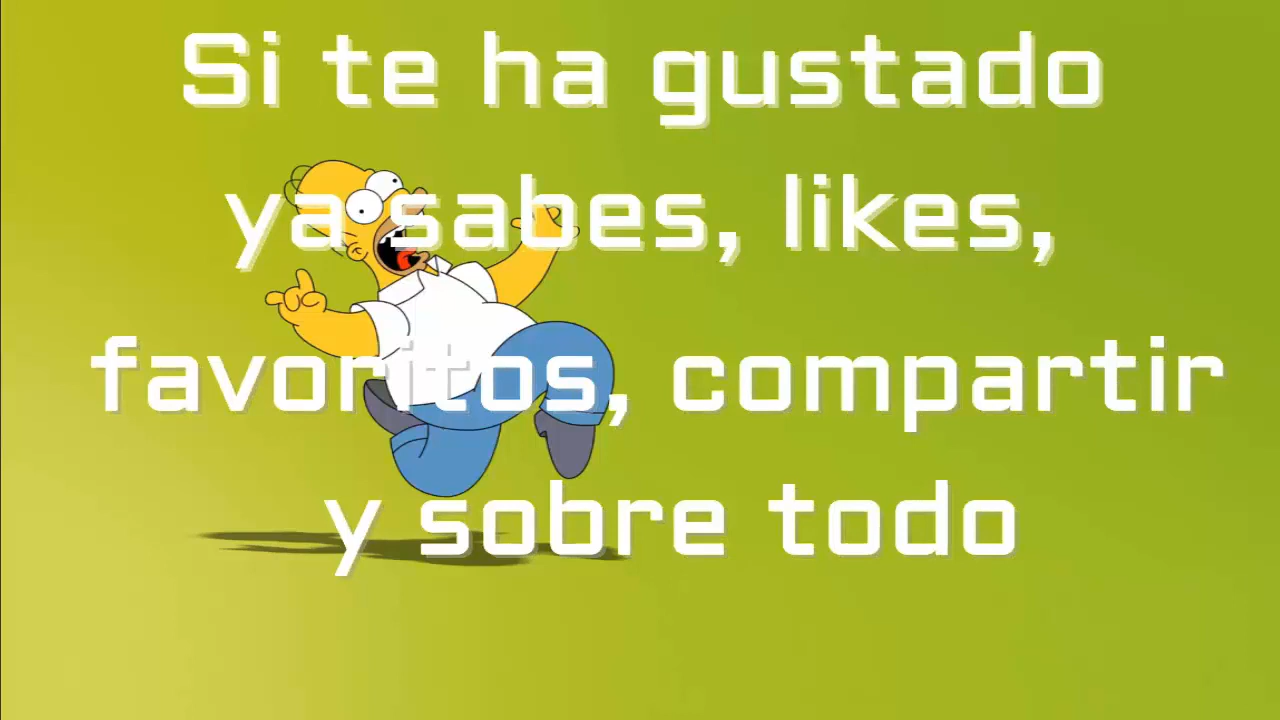 Si te ha gustado
ya sabes, likes,
favoritos, compartir
y sobre todo